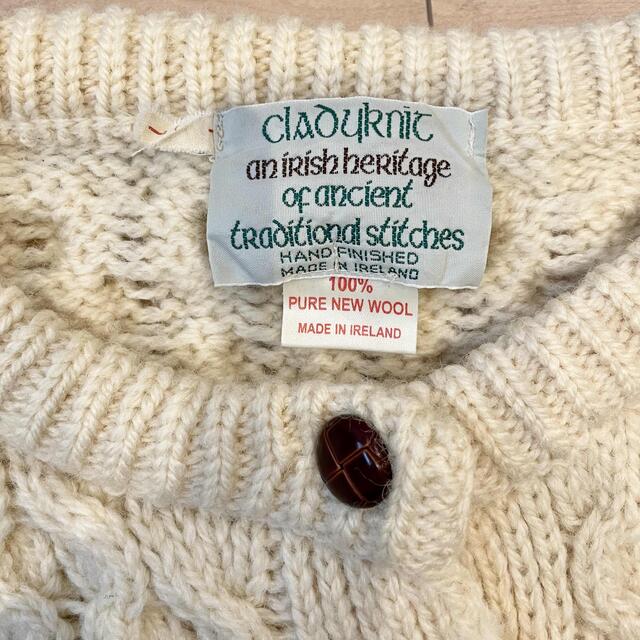 cladyknit
an irish heritage
of ancient
traditional stitches
HAND FINISHED
MADE IN IRELAND
100%
PURE NEW WOOL
MADE IN IRELAND